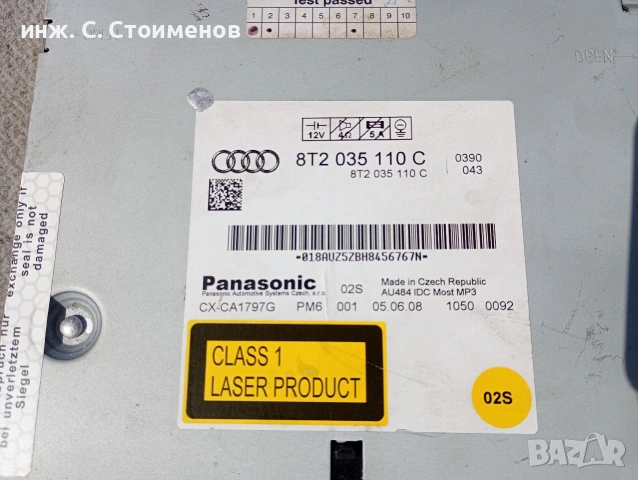 Test passed
инж. С. Стоименов
1 2 3 4 5 6 7 8 9 10
OPEN
12V 4Ω 5A
8T2 035 110 C 0390
8T2 035 110 C 043
-018AUZ5ZBH8456767N-
Panasonic 02S Made in Czech Republic
Panasonic Automotive Systems Czech, s.r.o. AU484 IDC Most MP3
CX-CA1797G PM6 001 05.06.08 1050 0092
CLASS 1
LASER PRODUCT
02S
exchange only if
seal is not
damaged
nur
bei unverletztem
Siegel
bazar